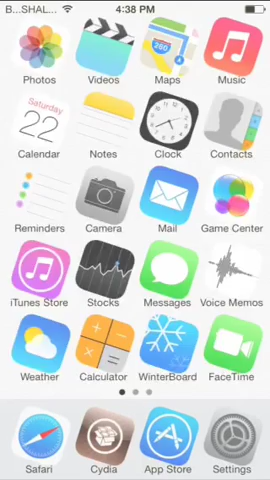 B...SHAL... 4:38 PM
Photos Videos Maps Music
Saturday
22
Calendar Notes Clock Contacts
Reminders Camera Mail Game Center
iTunes Store Stocks Messages Voice Memos
Weather Calculator WinterBoard FaceTime
Safari Cydia App Store Settings